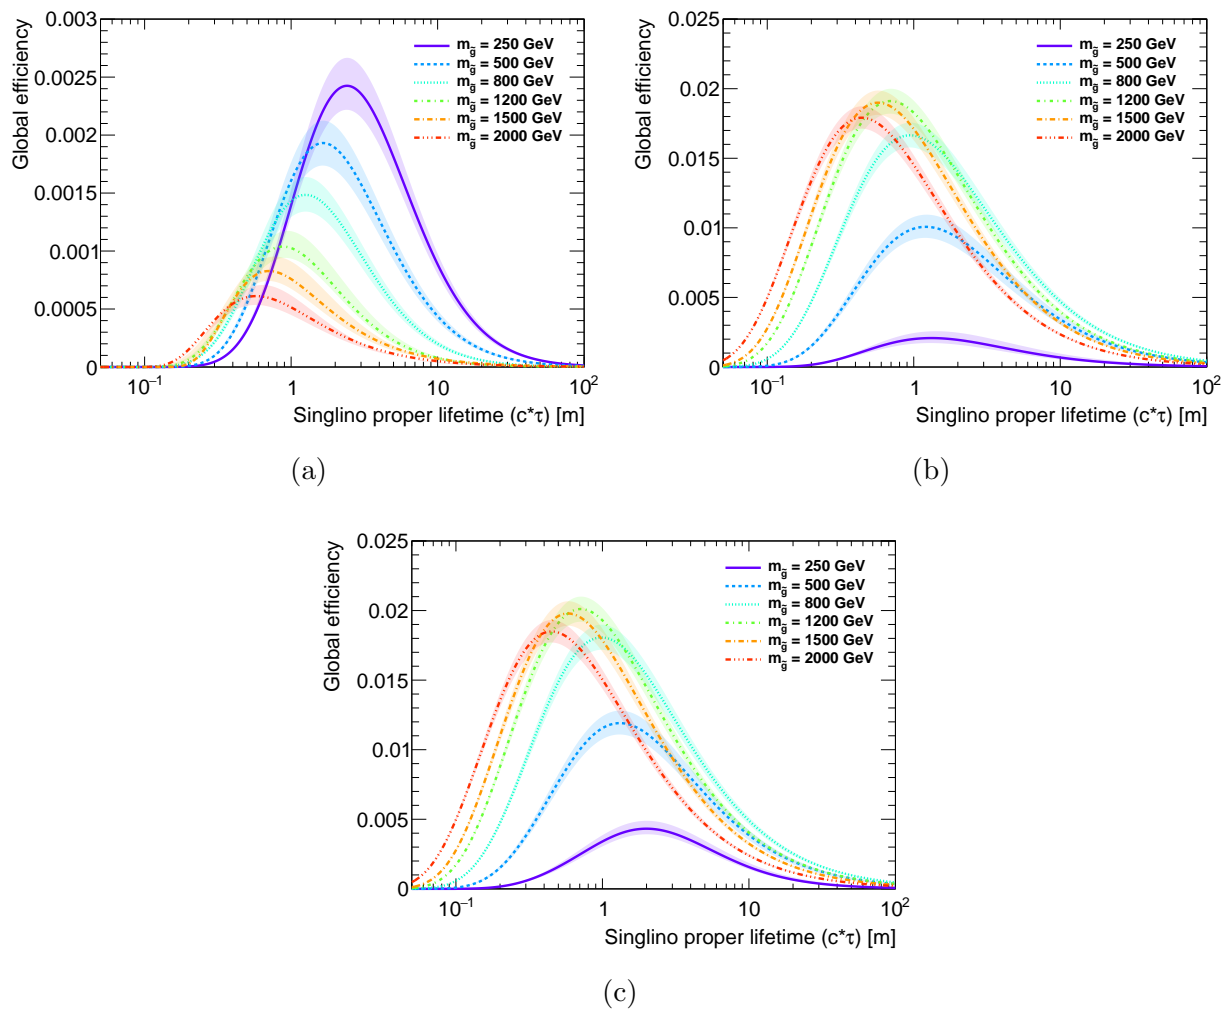 Global efficiency
0.003
0.0025
0.002
0.0015
0.001
0.0005
0
m_g̃ = 250 GeV
m_g̃ = 500 GeV
m_g̃ = 800 GeV
m_g̃ = 1200 GeV
m_g̃ = 1500 GeV
m_g̃ = 2000 GeV
10⁻¹ 1 10 10²
Singlino proper lifetime (c*τ) [m]
(a)
Global efficiency
0.025
0.02
0.015
0.01
0.005
0
m_g̃ = 250 GeV
m_g̃ = 500 GeV
m_g̃ = 800 GeV
m_g̃ = 1200 GeV
m_g̃ = 1500 GeV
m_g̃ = 2000 GeV
10⁻¹ 1 10 10²
Singlino proper lifetime (c*τ) [m]
(b)
Global efficiency
0.025
0.02
0.015
0.01
0.005
0
m_g̃ = 250 GeV
m_g̃ = 500 GeV
m_g̃ = 800 GeV
m_g̃ = 1200 GeV
m_g̃ = 1500 GeV
m_g̃ = 2000 GeV
10⁻¹ 1 10 10²
Singlino proper lifetime (c*τ) [m]
(c)